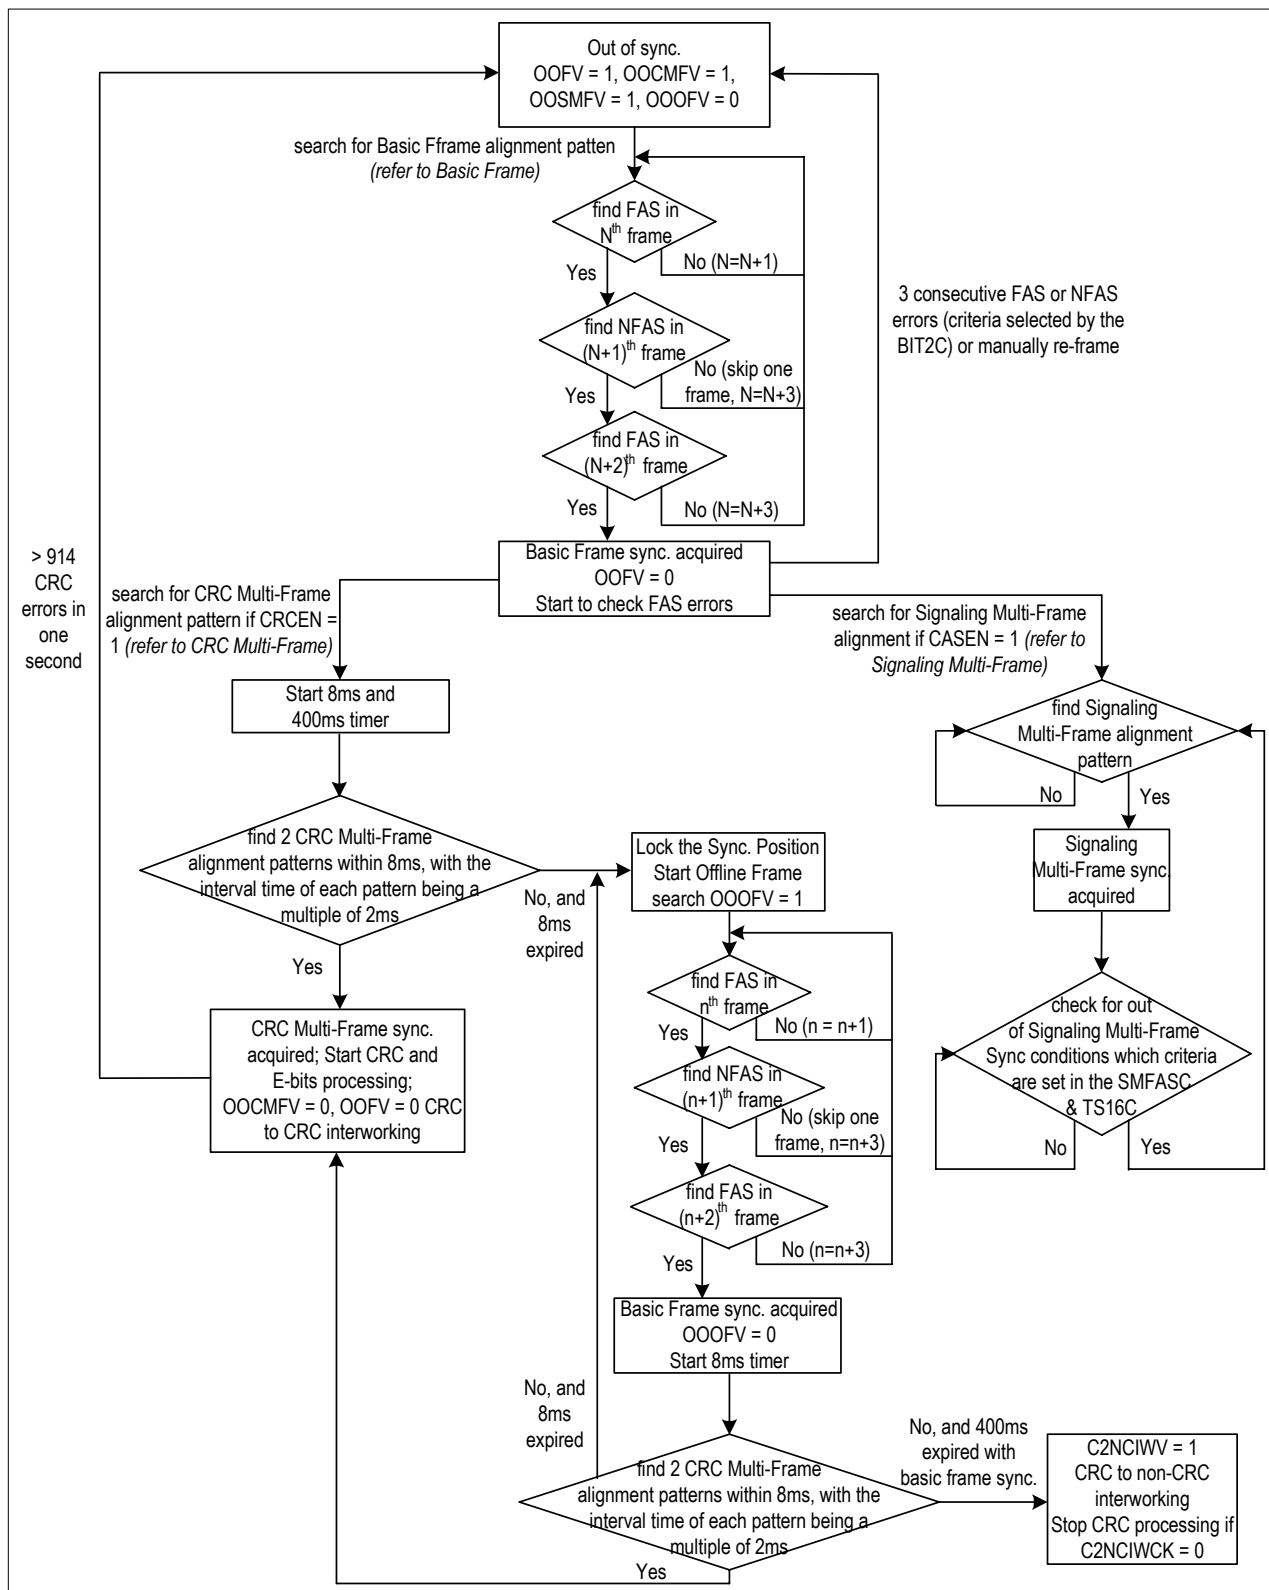 Out of sync.
OOFV = 1, OOCMFV = 1,
OOSMFV = 1, OOOFV = 0
search for Basic Fframe alignment patten
(refer to Basic Frame)
find FAS in
Nth frame
No (N=N+1)
Yes
find NFAS in
(N+1)th frame
No (skip one
frame, N=N+3)
Yes
find FAS in
(N+2)th frame
No (N=N+3)
Yes
3 consecutive FAS or NFAS
errors (criteria selected by the
BIT2C) or manually re-frame
Basic Frame sync. acquired
OOFV = 0
Start to check FAS errors
> 914
CRC
errors in
one
second
search for CRC Multi-Frame
alignment pattern if CRCEN =
1 (refer to CRC Multi-Frame)
search for Signaling Multi-Frame
alignment if CASEN = 1 (refer to
Signaling Multi-Frame)
Start 8ms and
400ms timer
find Signaling
Multi-Frame alignment
pattern
No
Yes
find 2 CRC Multi-Frame
alignment patterns within 8ms, with the
interval time of each pattern being a
multiple of 2ms
No, and
8ms
expired
Yes
Lock the Sync. Position
Start Offline Frame
search OOOFV = 1
Signaling
Multi-Frame sync.
acquired
find FAS in
nth frame
No (n = n+1)
Yes
find NFAS in
(n+1)th frame
No (skip one
frame, n=n+3)
Yes
find FAS in
(n+2)th frame
No (n=n+3)
Yes
check for out
of Signaling Multi-Frame
Sync conditions which criteria
are set in the SMFASC
& TS16C
No
Yes
CRC Multi-Frame sync.
acquired; Start CRC and
E-bits processing;
OOCMFV = 0, OOFV = 0 CRC
to CRC interworking
Basic Frame sync. acquired
OOOFV = 0
Start 8ms timer
No, and
8ms
expired
find 2 CRC Multi-Frame
alignment patterns within 8ms, with the
interval time of each pattern being a
multiple of 2ms
Yes
No, and 400ms
expired with
basic frame sync.
C2NCIWV = 1
CRC to non-CRC
interworking
Stop CRC processing if
C2NCIWCK = 0